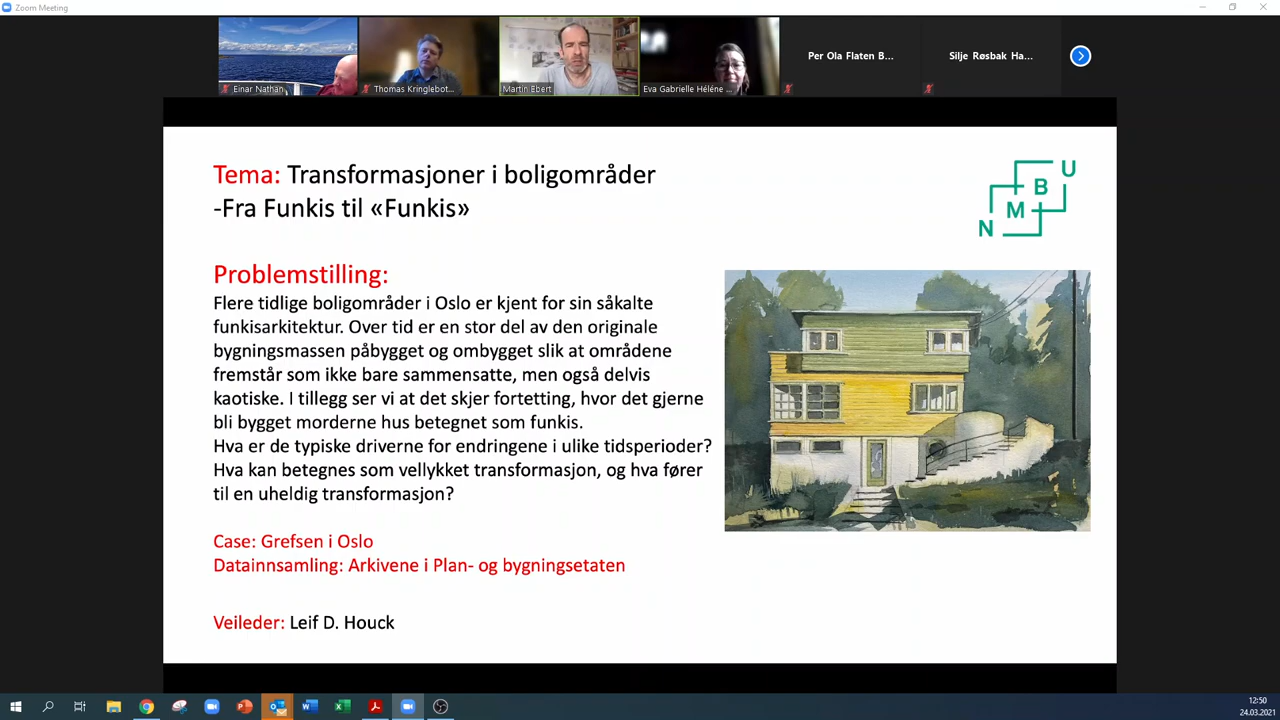 Zoom Meeting
Einar Nathan
Thomas Kringlebot...
Martin Ebert
Eva Gabrielle Héléne ...
Per Ola Flaten B...
Silje Røsbak Ha...
Tema: Transformasjoner i boligområder
-Fra Funkis til «Funkis»
N M B U
Problemstilling:
Flere tidlige boligområder i Oslo er kjent for sin såkalte
funkisarkitektur. Over tid er en stor del av den originale
bygningsmassen påbygget og ombygget slik at områdene
fremstår som ikke bare sammensatte, men også delvis
kaotiske. I tillegg ser vi at det skjer fortetting, hvor det gjerne
bli bygget morderne hus betegnet som funkis.
Hva er de typiske driverne for endringene i ulike tidsperioder?
Hva kan betegnes som vellykket transformasjon, og hva fører
til en uheldig transformasjon?
Case: Grefsen i Oslo
Datainnsamling: Arkivene i Plan- og bygningsetaten
Veileder: Leif D. Houck
12:50
24.03.2021